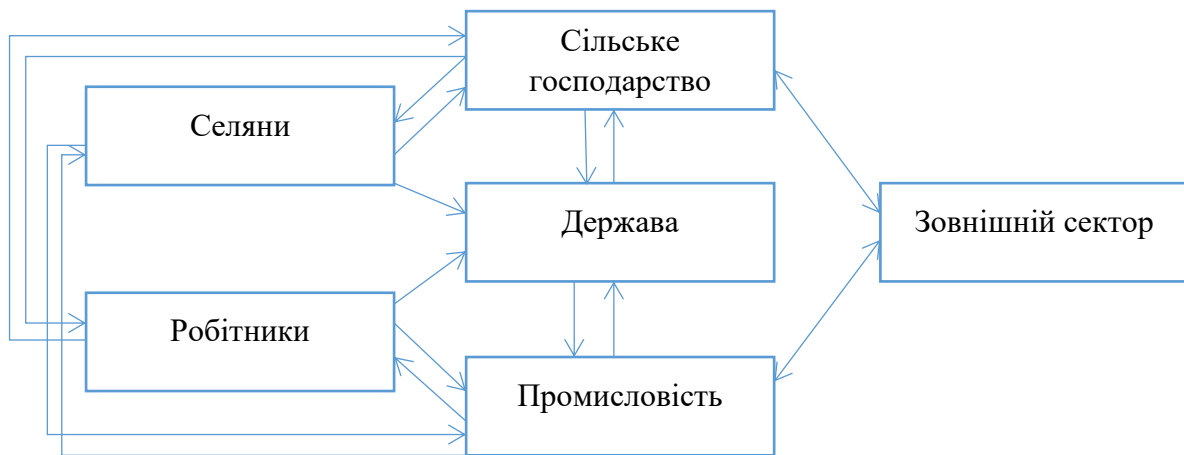 Сільське
господарство
Селяни
Держава
Зовнішній сектор
Робітники
Промисловість